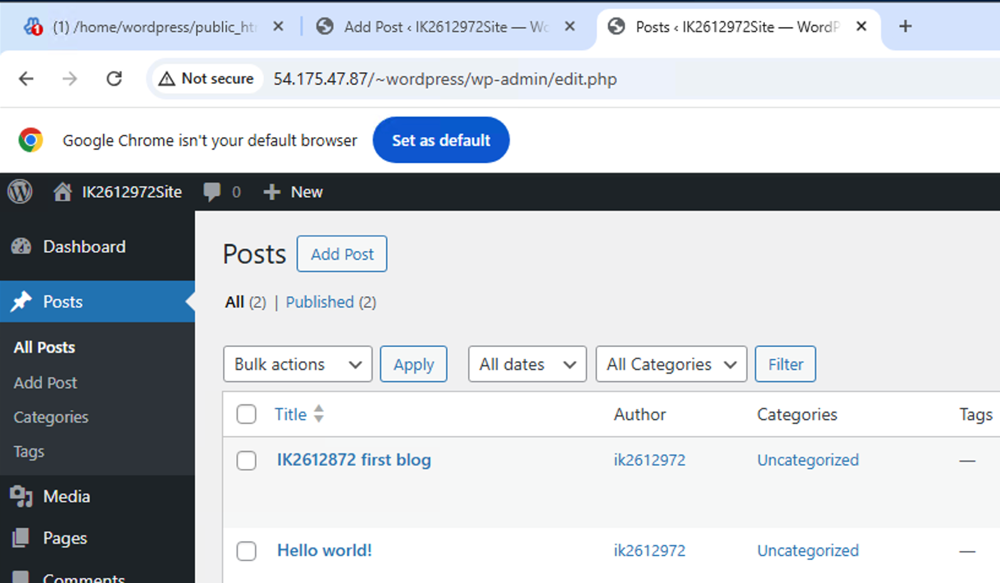 (1) /home/wordpress/public_ht
Add Post ‹ IK2612972Site — Wo
Posts ‹ IK2612972Site — WordP
Not secure
54.175.47.87/~wordpress/wp-admin/edit.php
Google Chrome isn't your default browser
Set as default
IK2612972Site
0
New
Dashboard
Posts
All Posts
Add Post
Categories
Tags
Media
Pages
Comments
Posts
Add Post
All (2) | Published (2)
Bulk actions
Apply
All dates
All Categories
Filter
Title
Author
Categories
Tags
IK2612872 first blog
ik2612972
Uncategorized
—
Hello world!
ik2612972
Uncategorized
—